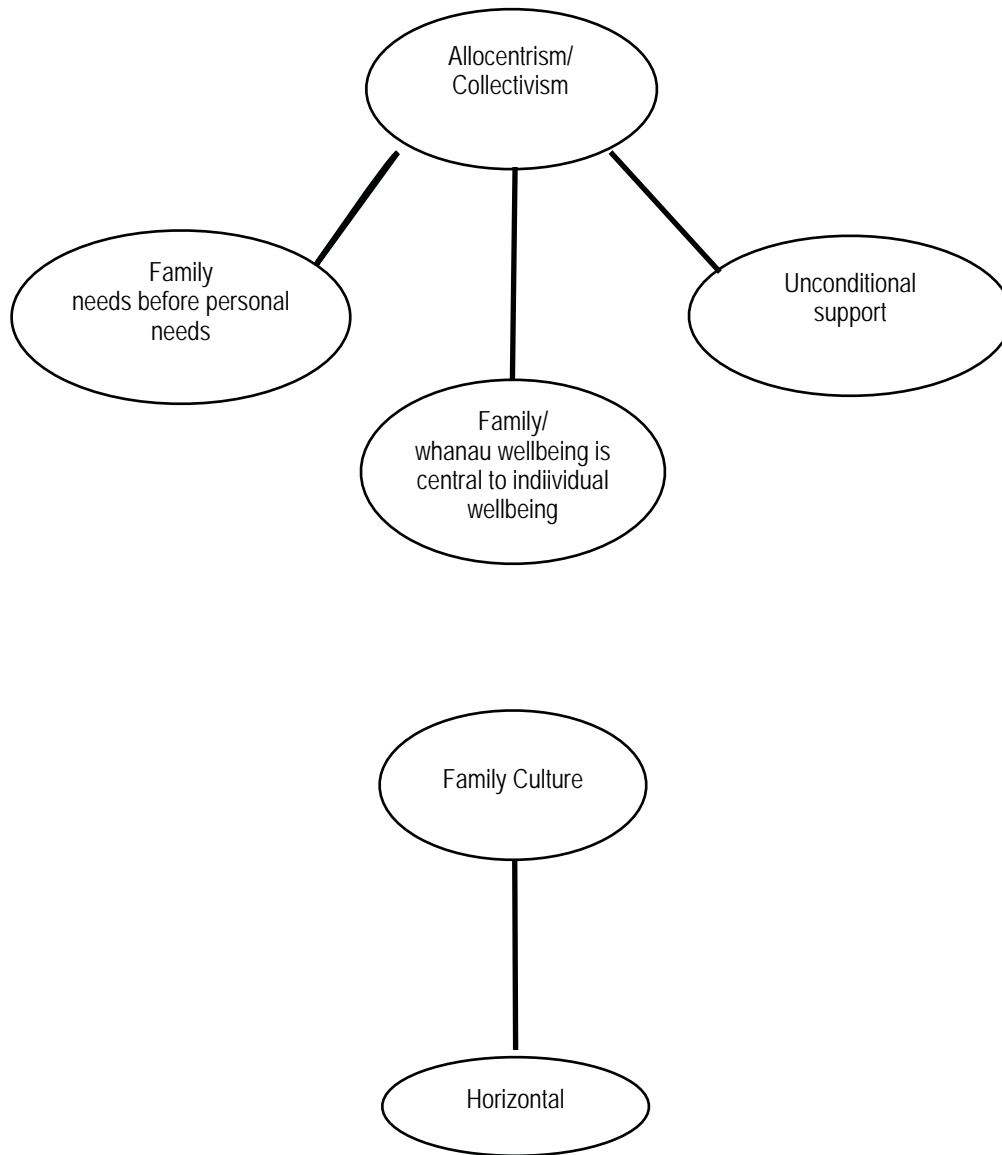 Allocentrism/
Collectivism
Family
needs before personal
needs
Unconditional
support
Family/
whanau wellbeing is
central to indiividual
wellbeing
Family Culture
Horizontal